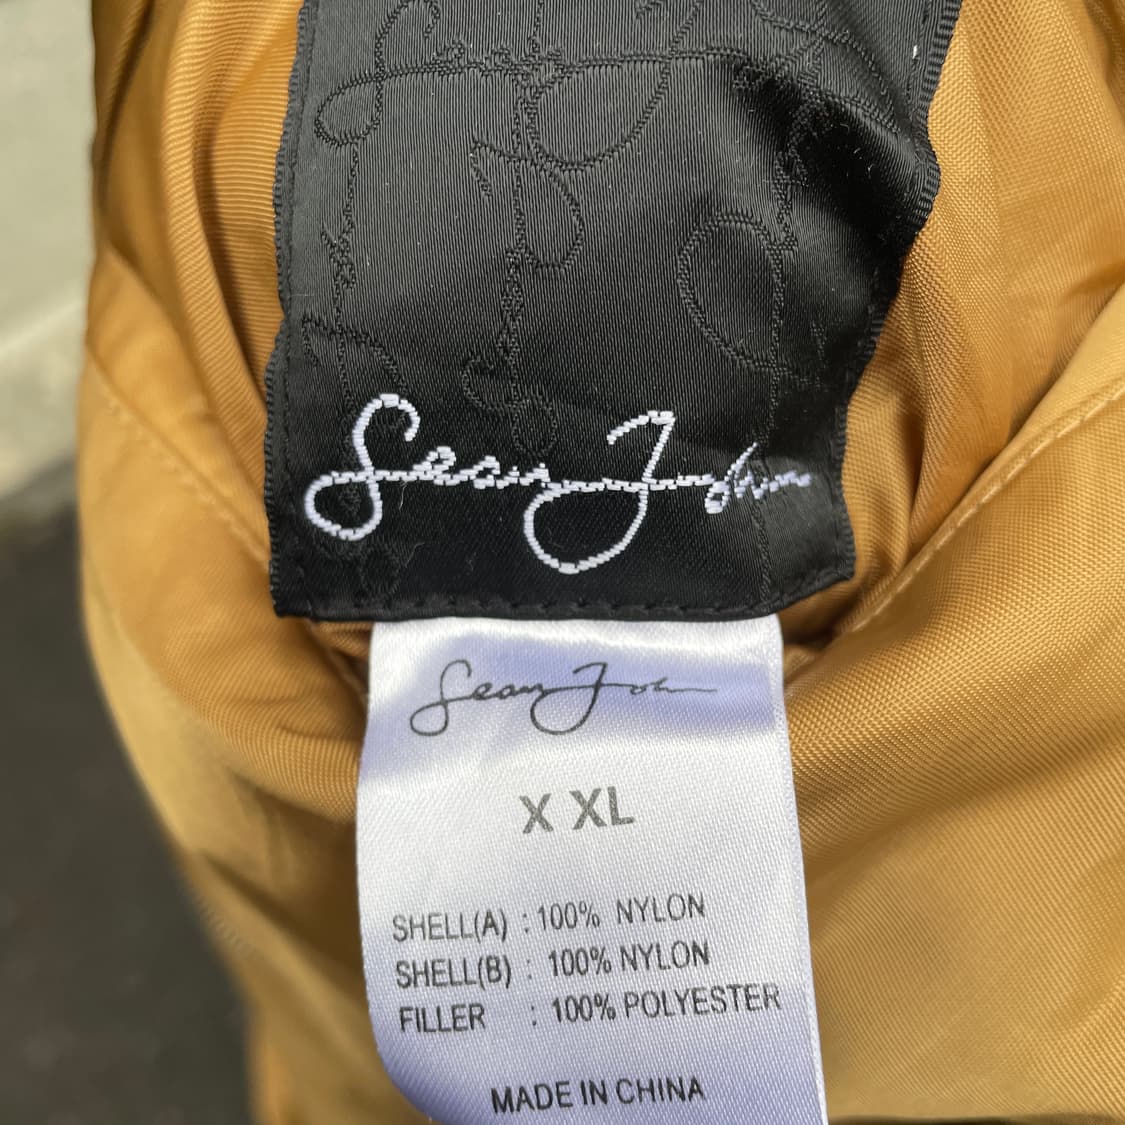 Sean John
Sean John
X XL
SHELL(A) : 100% NYLON
SHELL(B) : 100% NYLON
FILLER : 100% POLYESTER
MADE IN CHINA